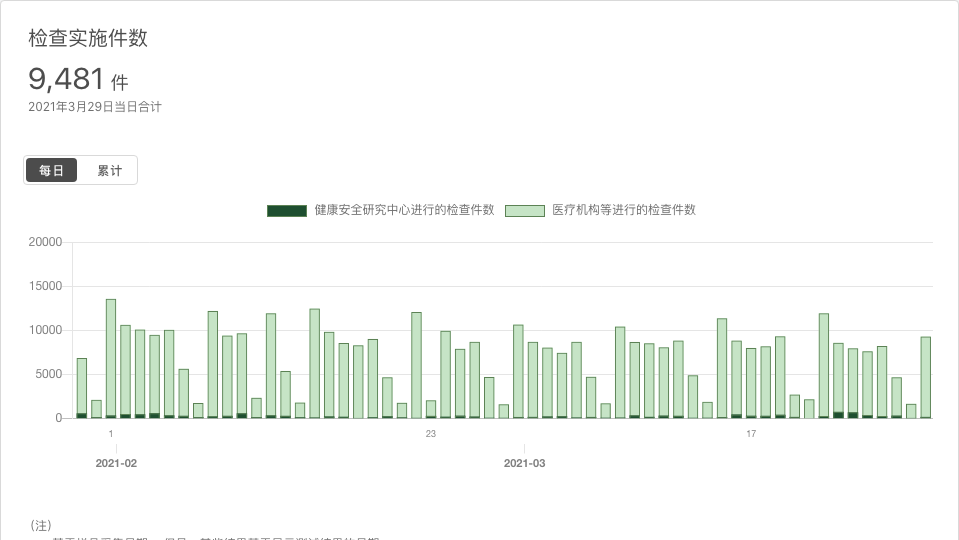 检查实施件数
9,481 件
2021年3月29日当日合计
每日 累计
健康安全研究中心进行的检查件数 医疗机构等进行的检查件数
20000
15000
10000
5000
0
1 23 17
2021-02 2021-03
(注)